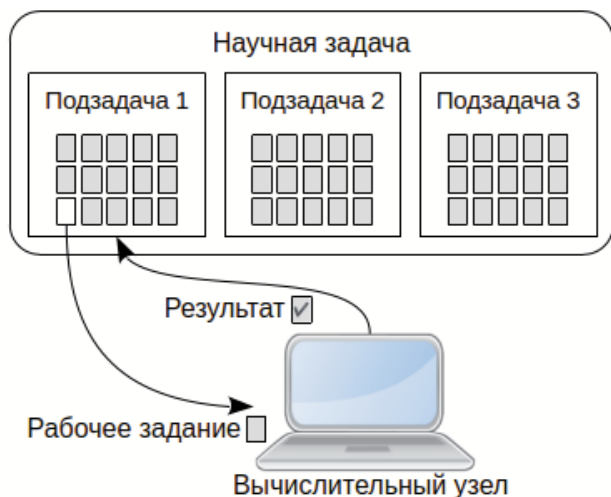 Научная задача
Подзадача 1 Подзадача 2 Подзадача 3
Результат
Рабочее задание
Вычислительный узел